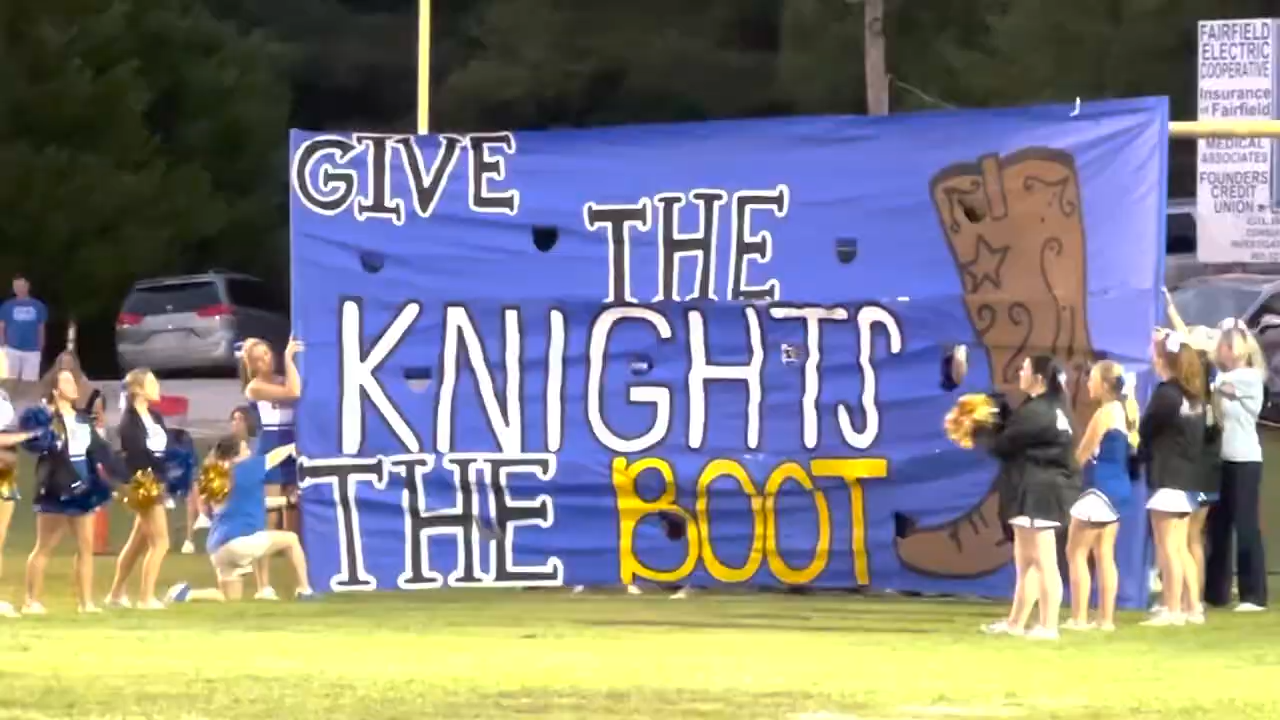 GIVE
THE
KNIGHTS
THE BOOT
FAIRFIELD
ELECTRIC
COOPERATIVE
Insurance
of Fairfield
MEDICAL
ASSOCIATES
FOUNDERS
CREDIT
UNION